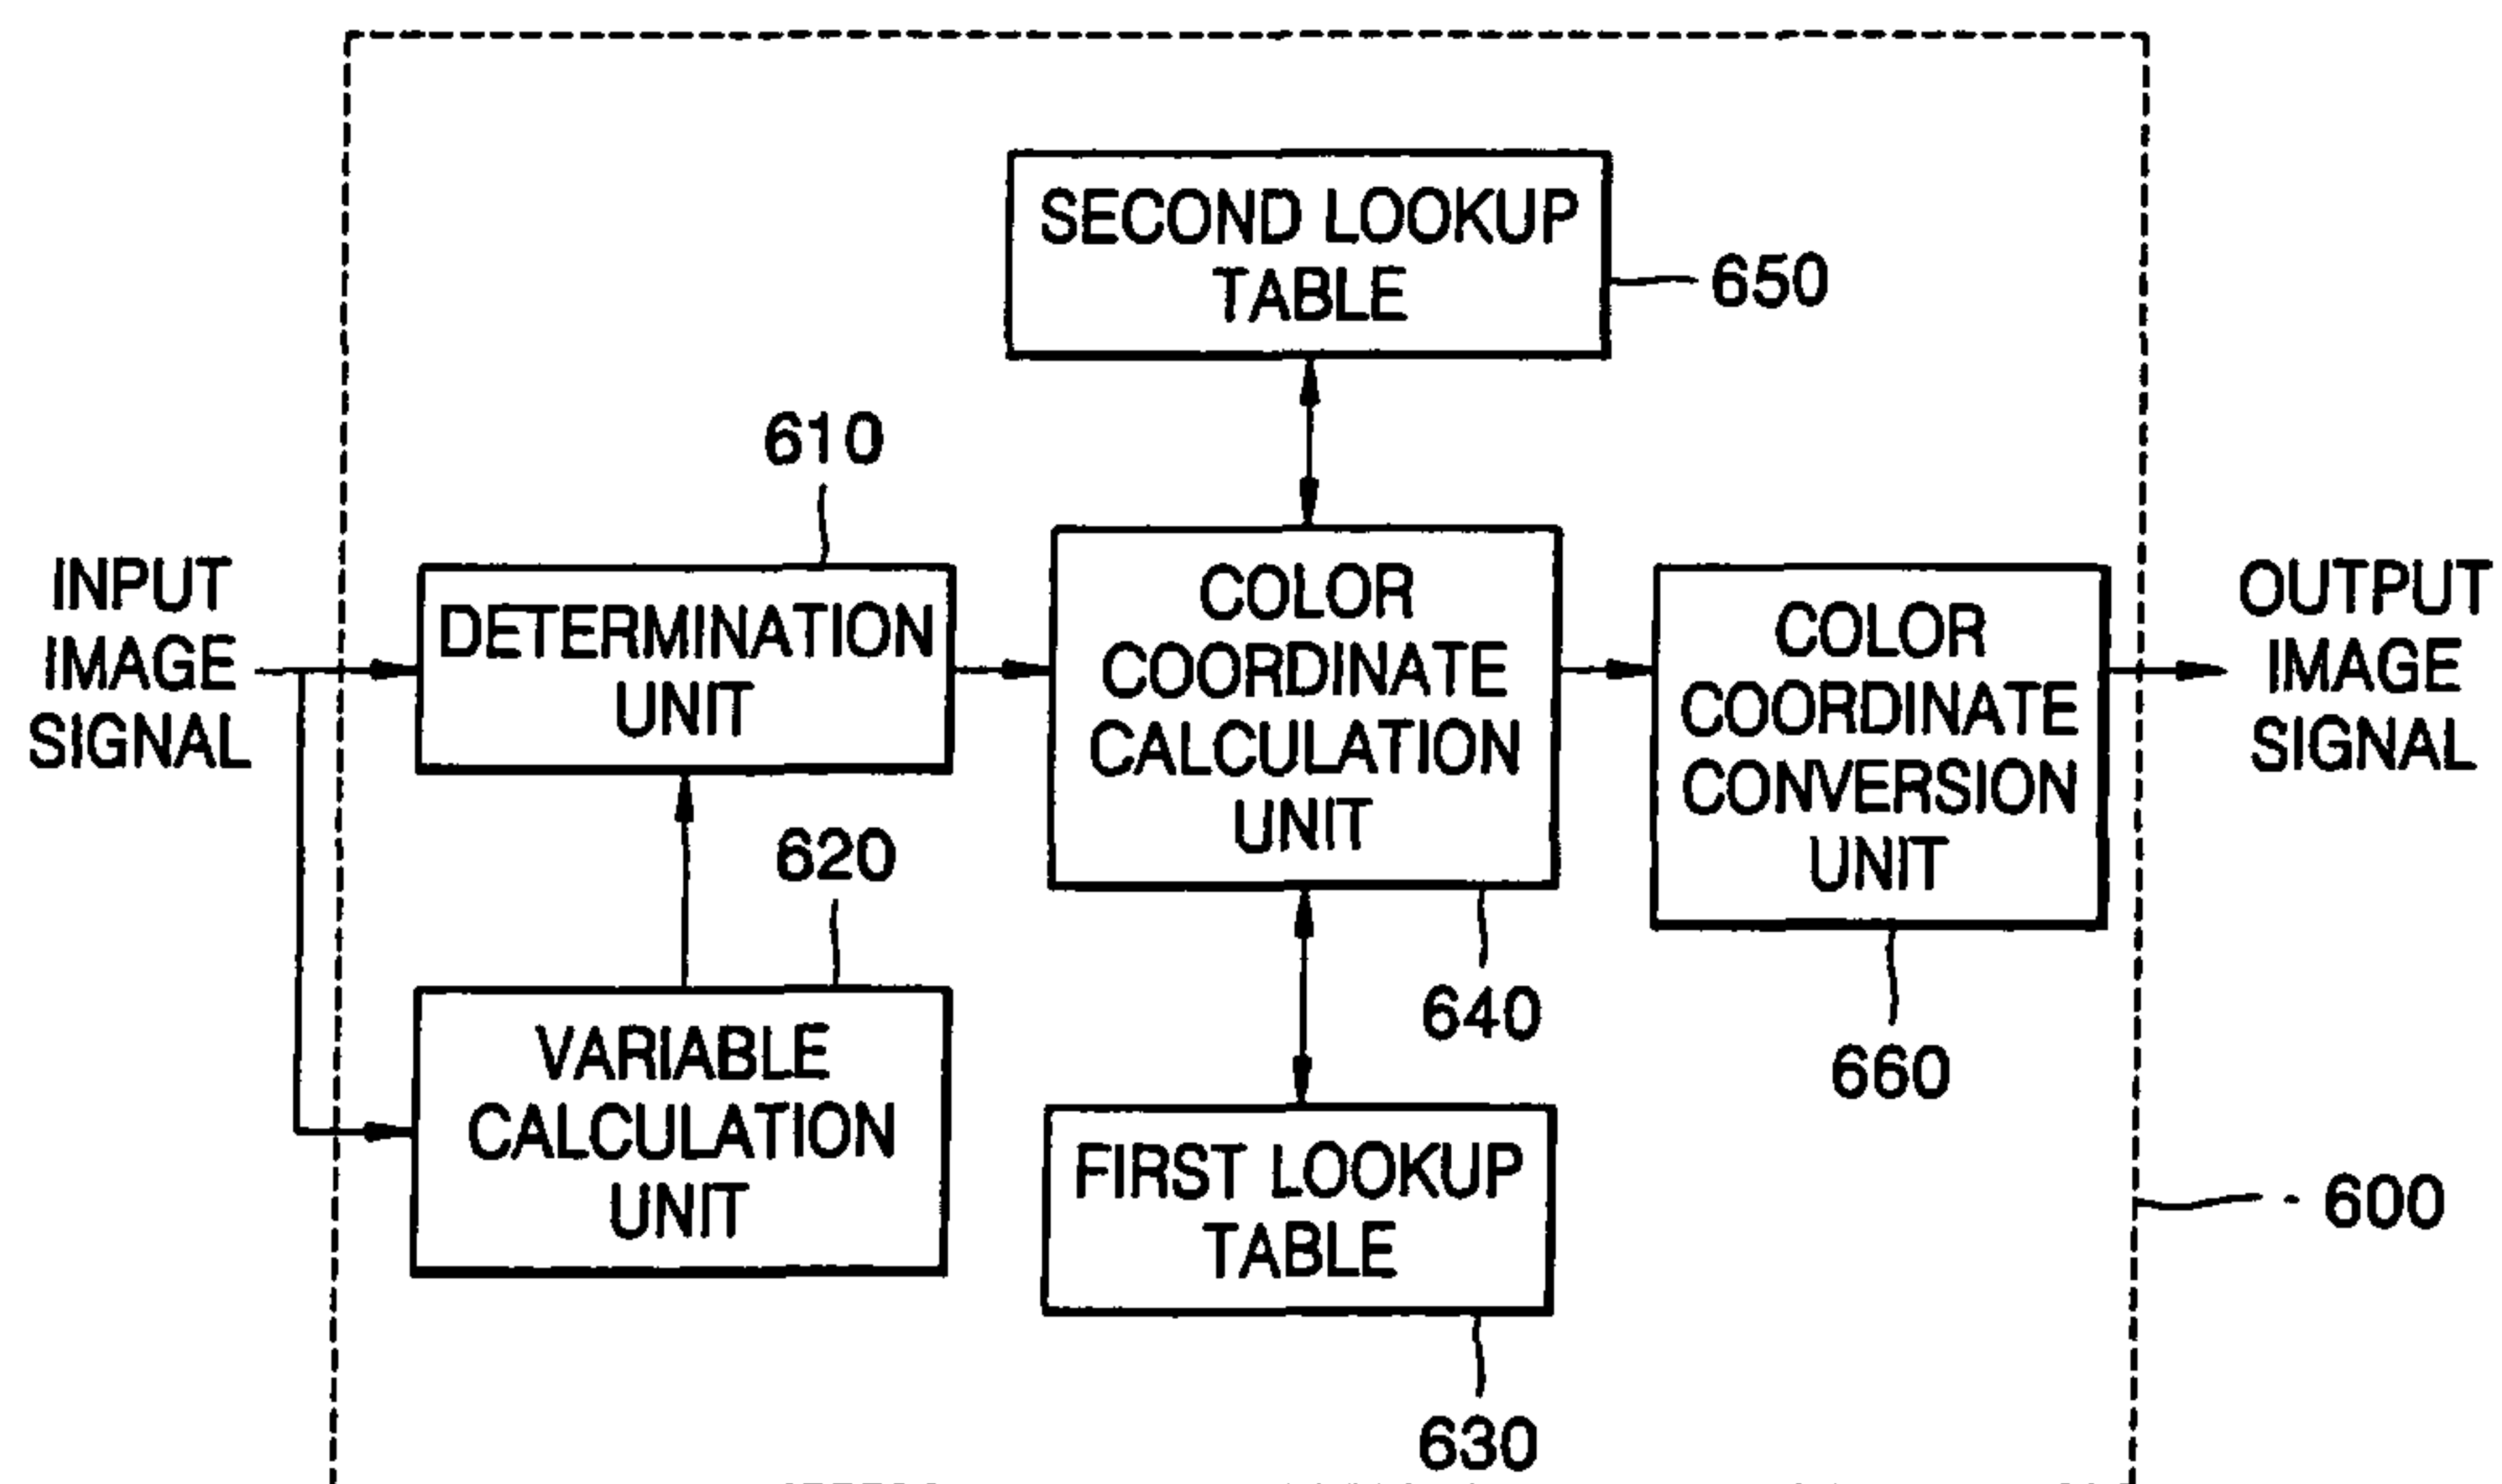 SECOND LOOKUP
TABLE
650
610
INPUT
IMAGE
SIGNAL
DETERMINATION
UNIT
COLOR
COORDINATE
CALCULATION
UNIT
COLOR
COORDINATE
CONVERSION
UNIT
OUTPUT
IMAGE
SIGNAL
620
640
660
VARIABLE
CALCULATION
UNIT
FIRST LOOKUP
TABLE
600
630